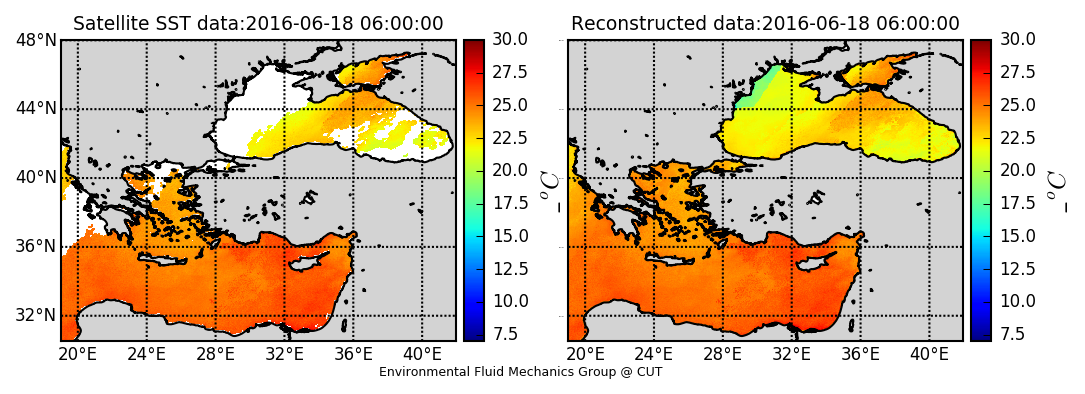 Satellite SST data:2016-06-18 06:00:00
48°N
44°N
40°N
36°N
32°N
20°E 24°E 28°E 32°E 36°E 40°E
30.0
27.5
25.0
22.5
20.0
17.5
15.0
12.5
10.0
7.5
_ °C
Reconstructed data:2016-06-18 06:00:00
20°E 24°E 28°E 32°E 36°E 40°E
30.0
27.5
25.0
22.5
20.0
17.5
15.0
12.5
10.0
7.5
_ °C
Environmental Fluid Mechanics Group @ CUT